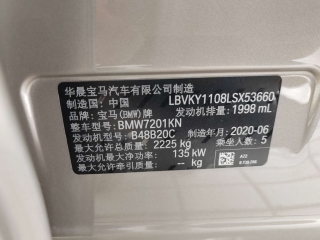 华晨宝马汽车有限公司制造
制造国: 中国 LBVKY1108LSX53660
品牌: 宝马(BMW)牌 发动机排量: 1998 mL
整车型号: BMW7201KN
发动机型号: B48B20C 制造年月: 2020-06
最大允许总质量: 2225 kg 乘坐人数: 5
发动机最大净功率: 135 kW
最大允许牵引质量: -- kg